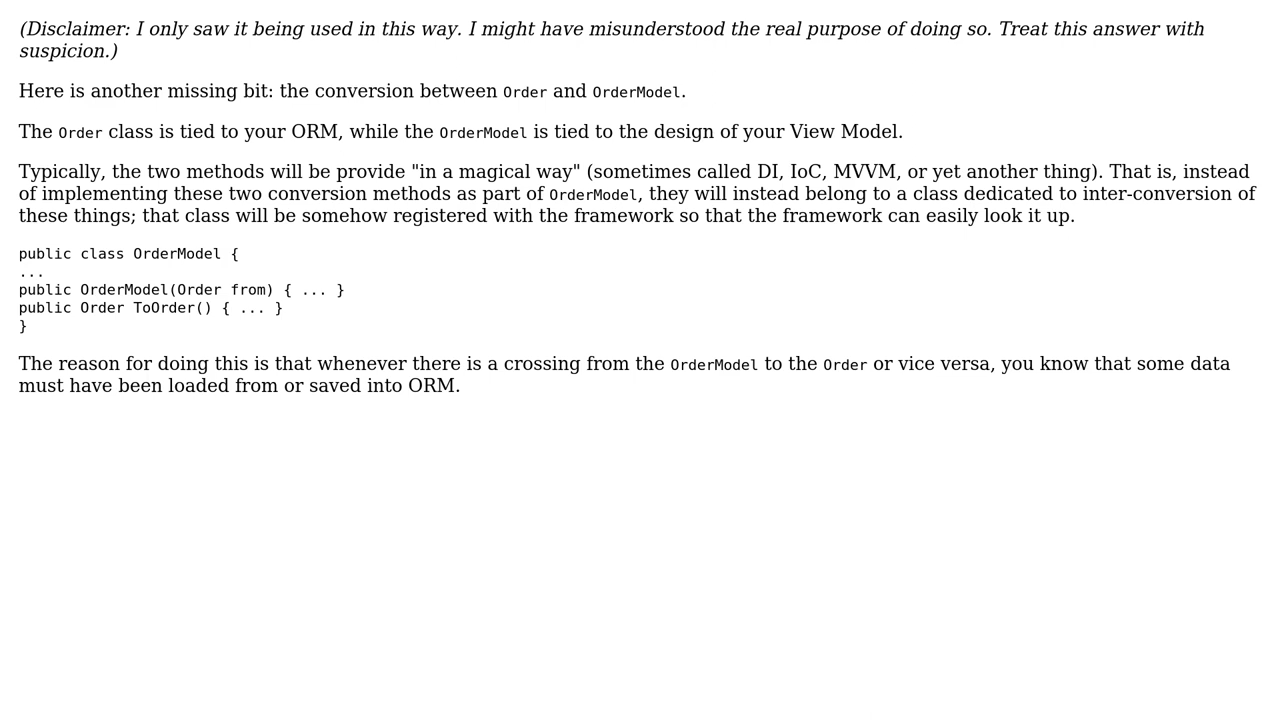 (Disclaimer: I only saw it being used in this way. I might have misunderstood the real purpose of doing so. Treat this answer with
suspicion.)
Here is another missing bit: the conversion between Order and OrderModel.
The Order class is tied to your ORM, while the OrderModel is tied to the design of your View Model.
Typically, the two methods will be provide "in a magical way" (sometimes called DI, IoC, MVVM, or yet another thing). That is, instead
of implementing these two conversion methods as part of OrderModel, they will instead belong to a class dedicated to inter-conversion of
these things; that class will be somehow registered with the framework so that the framework can easily look it up.
public class OrderModel {
...
public OrderModel(Order from) { ... }
public Order ToOrder() { ... }
}
The reason for doing this is that whenever there is a crossing from the OrderModel to the Order or vice versa, you know that some data
must have been loaded from or saved into ORM.